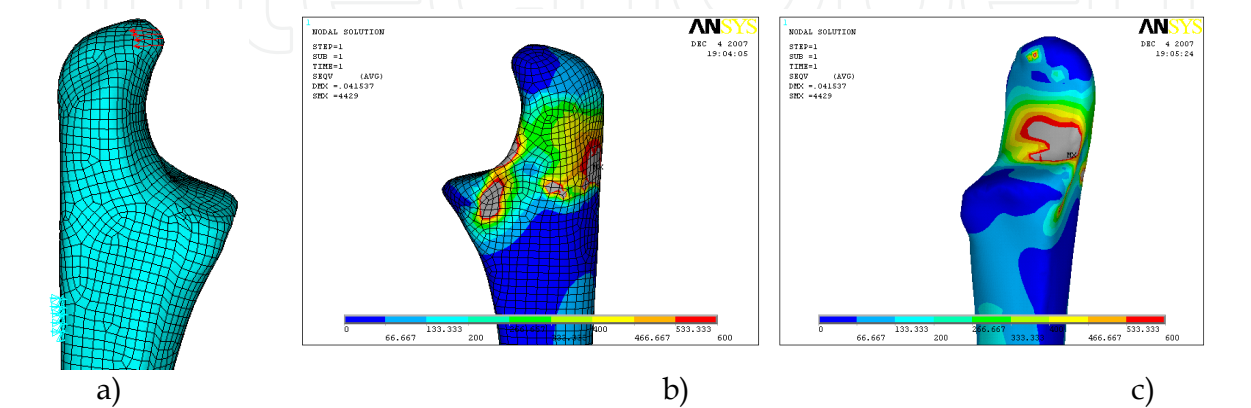 1
NODAL SOLUTION
STEP=1
SUB =1
TIME=1
SEQV (AVG)
DMX =.041537
SMX =4429
ANSYS
DEC 4 2007
19:04:05
MX
0
66.667
133.333
200
400
466.667
533.333
600
1
NODAL SOLUTION
STEP=1
SUB =1
TIME=1
SEQV (AVG)
DMX =.041537
SMX =4429
ANSYS
DEC 4 2007
19:05:24
MX
0
66.667
133.333
200
266.667
333.33
466.667
533.333
600
a)
b)
c)